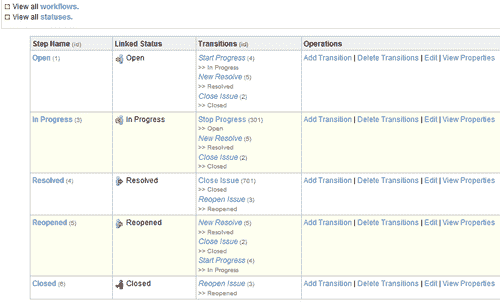 View all workflows.
View all statuses.
Step Name (id) Linked Status Transitions (id) Operations
Open (1) Open Start Progress (4) Add Transition | Delete Transitions | Edit | View Properties
>> In Progress
New Resolve (5)
>> Resolved
Close Issue (2)
>> Closed
In Progress (3) In Progress Stop Progress (301) Add Transition | Delete Transitions | Edit | View Properties
>> Open
New Resolve (5)
>> Resolved
Close Issue (2)
>> Closed
Resolved (4) Resolved Close Issue (701) Add Transition | Delete Transitions | Edit | View Properties
>> Closed
Reopen Issue (3)
>> Reopened
Reopened (5) Reopened New Resolve (5) Add Transition | Delete Transitions | Edit | View Properties
>> Resolved
Close Issue (2)
>> Closed
Start Progress (4)
>> In Progress
Closed (6) Closed Reopen Issue (3) Add Transition | Delete Transitions | Edit | View Properties
>> Reopened